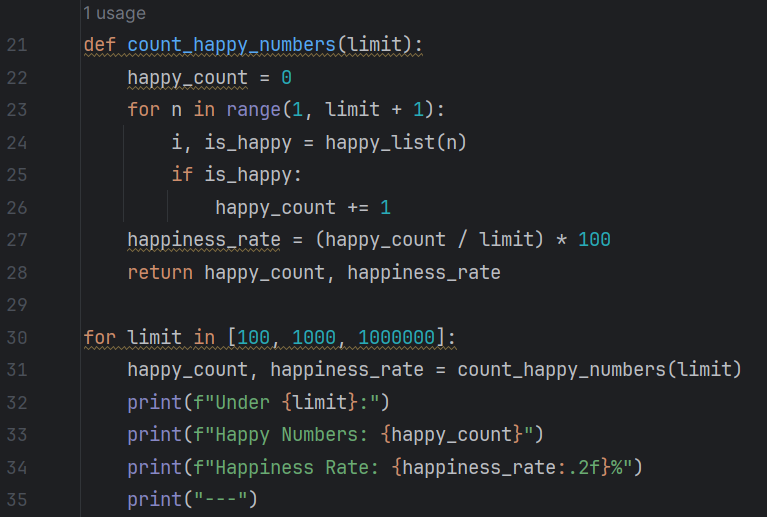 1 usage
21 def count_happy_numbers(limit):
22     happy_count = 0
23     for n in range(1, limit + 1):
24         i, is_happy = happy_list(n)
25         if is_happy:
26             happy_count += 1
27     happiness_rate = (happy_count / limit) * 100
28     return happy_count, happiness_rate
29
30 for limit in [100, 1000, 1000000]:
31     happy_count, happiness_rate = count_happy_numbers(limit)
32     print(f"Under {limit}:")
33     print(f"Happy Numbers: {happy_count}")
34     print(f"Happiness Rate: {happiness_rate:.2f}%")
35     print("---")